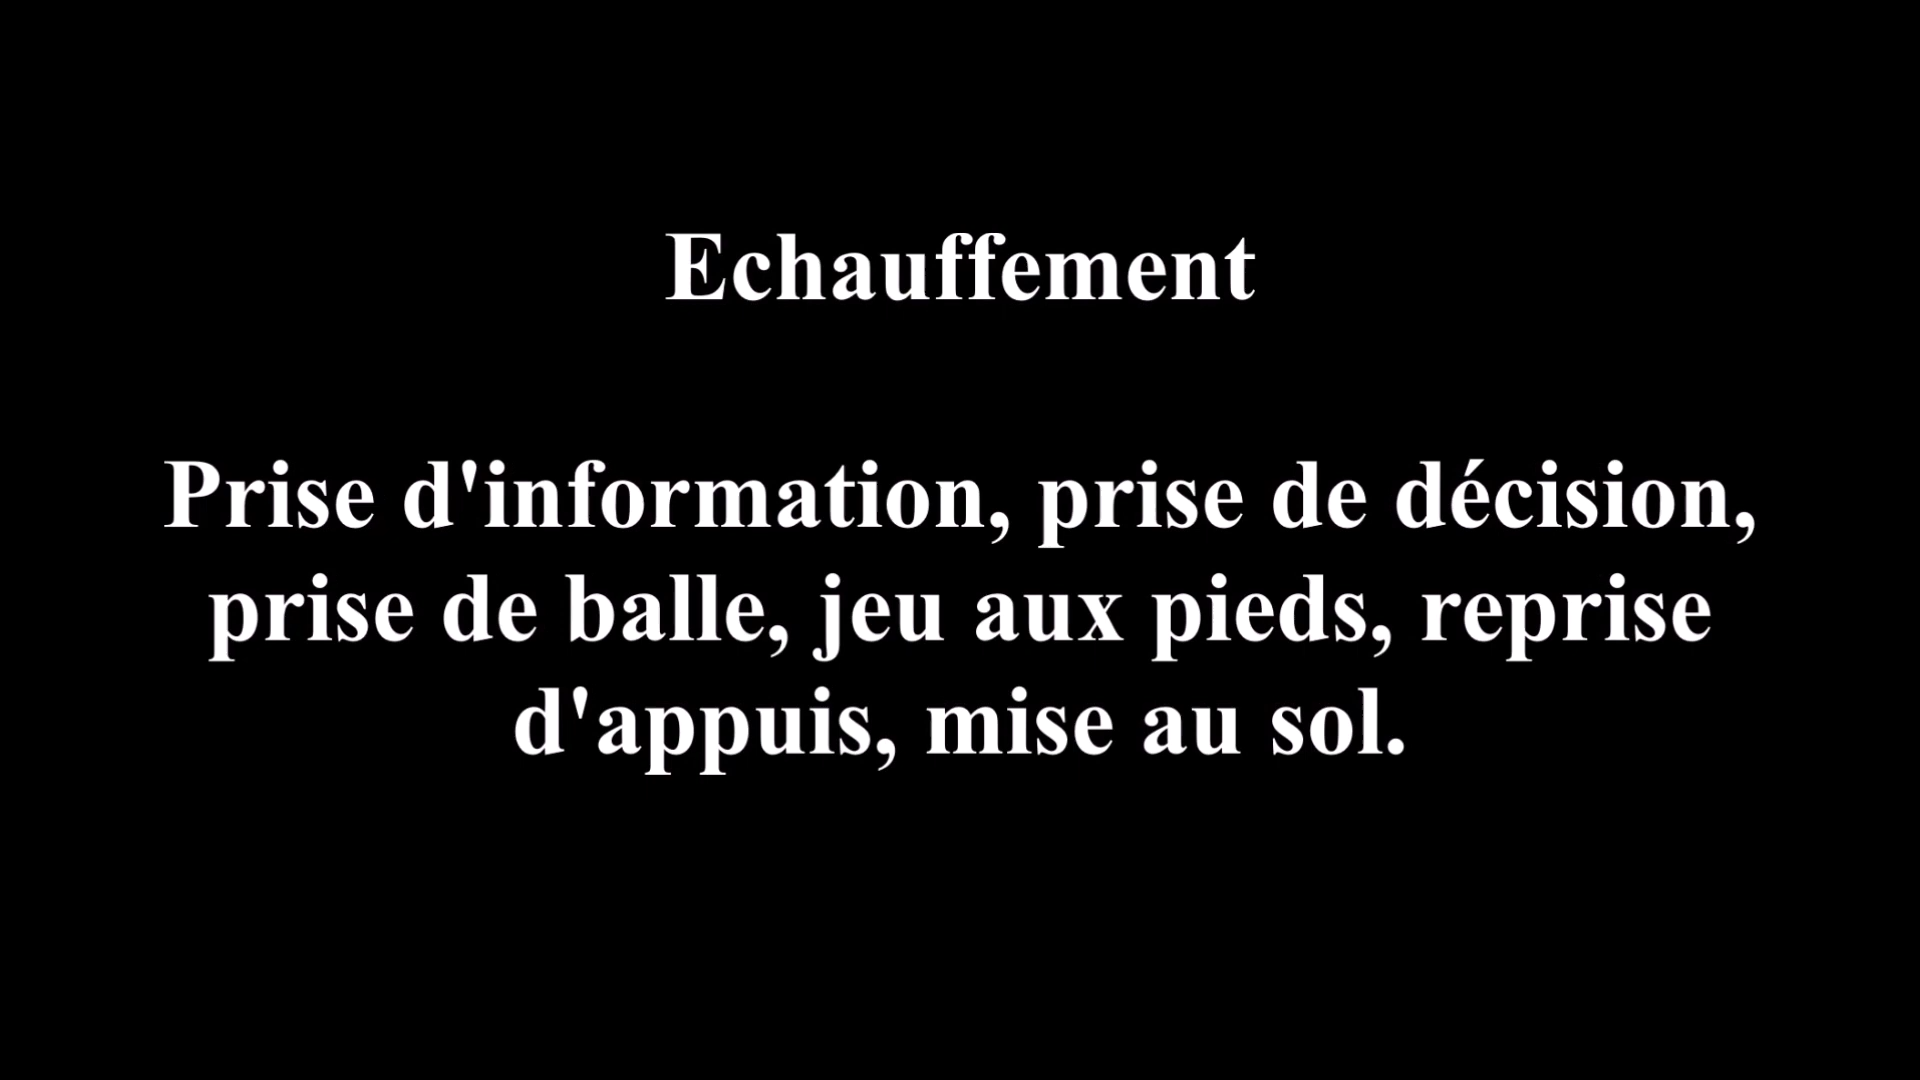 Echauffement
Prise d'information, prise de décision,
prise de balle, jeu aux pieds, reprise
d'appuis, mise au sol.